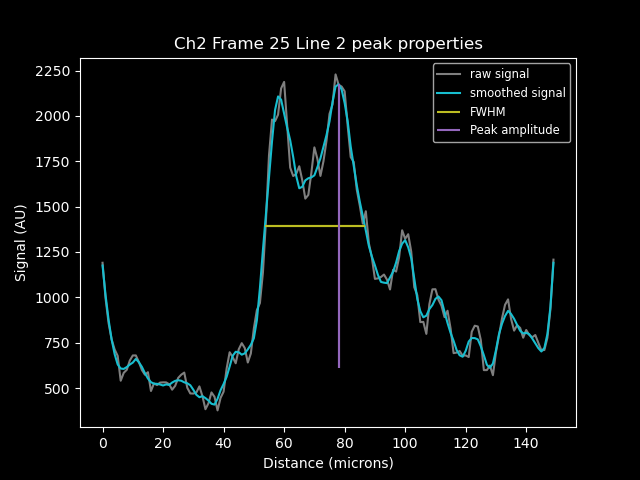 Ch2 Frame 25 Line 2 peak properties
raw signal
smoothed signal
FWHM
Peak amplitude
Signal (AU)
2250
2000
1750
1500
1250
1000
750
500
0 20 40 60 80 100 120 140
Distance (microns)